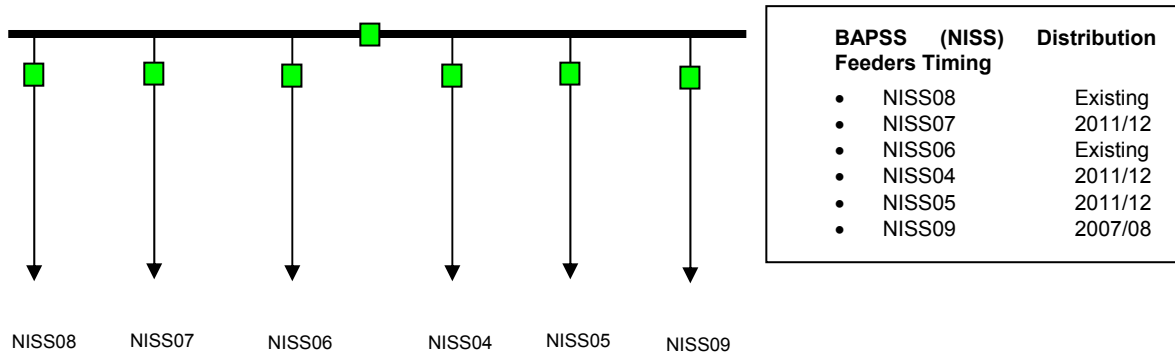 BAPSS (NISS) Distribution
Feeders Timing
• NISS08 Existing
• NISS07 2011/12
• NISS06 Existing
• NISS04 2011/12
• NISS05 2011/12
• NISS09 2007/08
NISS08 NISS07 NISS06 NISS04 NISS05 NISS09